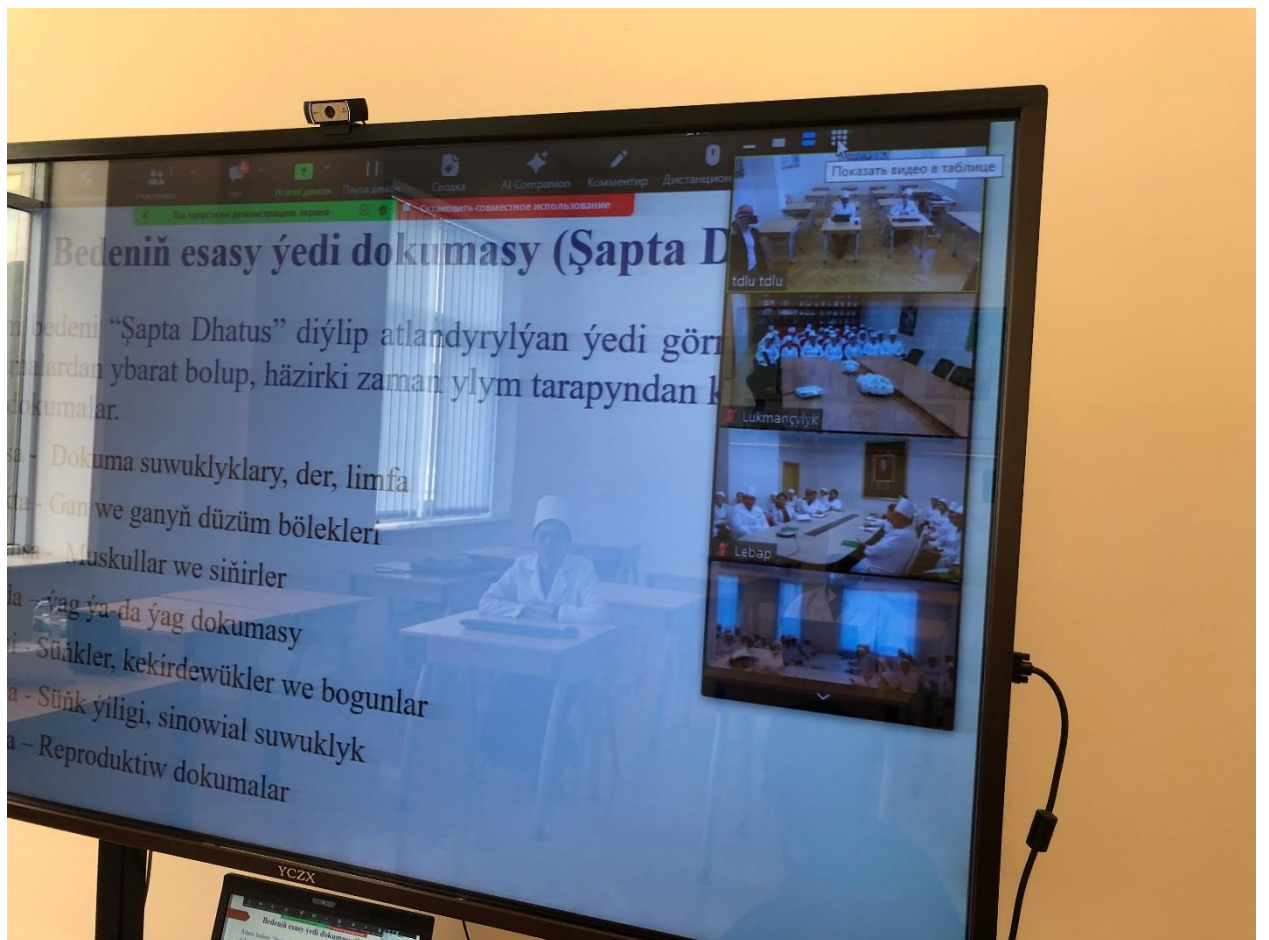 Чат
Новая демон
Пауза демон
Сводка
AI Companion
Комментир
Дистанцион
Показать видео в таблице
Вы запустили демонстрацию экрана
Остановить совместное использование
Bedeniň esasy ýedi dokumasy (Şapta D
bedeni “Şapta Dhatus” diýlip atlandyrylýan ýedi görn
ybarat bolup, häzirki zaman ylym tarapyndan k
dokumalar.
- Dokuma suwuklyklary, der, limfa
- Gan we ganyň düzüm bölekleri
- Muskullar we siňirler
– ýag ýa-da ýag dokumasy
- Süňkler, kekirdewükler we bogunlar
- Süňk ýiligi, sinowial suwuklyk
– Reproduktiw dokumalar
tdlu tdlu
Lukmançylyk
Lebap
YCZX
Bedeniň esasy ýedi dokuma